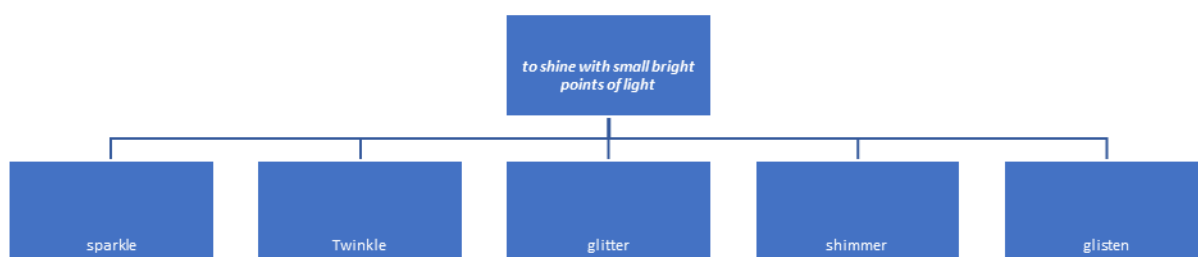 to shine with small bright
points of light
sparkle
Twinkle
glitter
shimmer
glisten